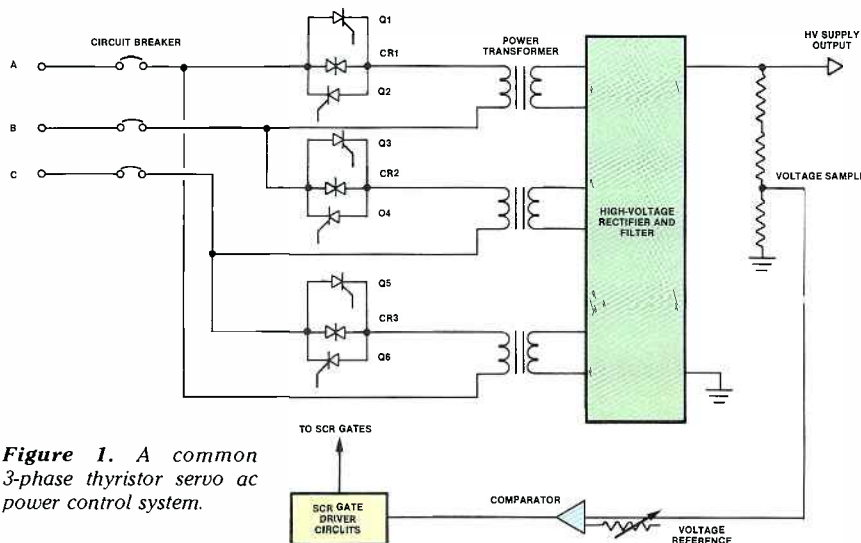 CIRCUIT BREAKER
A
B
C
Q1
CR1
Q2
Q3
CR2
O4
Q5
CR3
Q6
POWER
TRANSFORMER
HIGH-VOLTAGE
RECTIFIER AND
FILTER
HV SUPPLY
OUTPUT
VOLTAGE SAMPLE
TO SCR GATES
SCR GATE
DRIVER
CIRCLITS
COMPARATOR
VOLTAGE
REFERENCE
Figure 1. A common
3-phase thyristor servo ac
power control system.